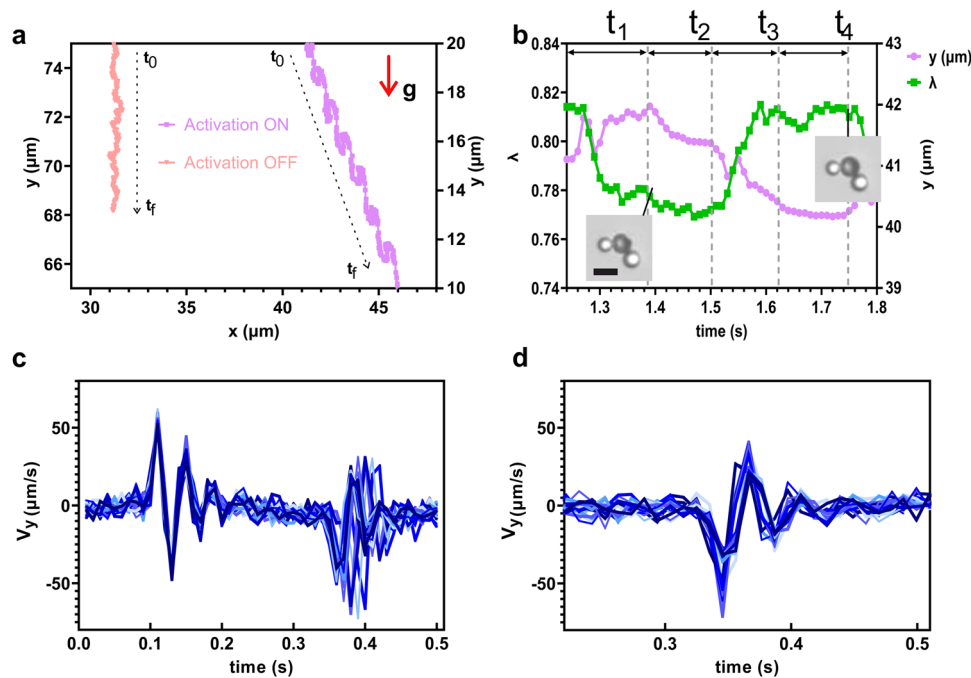 a
75
72
70
68
66
20
18
16
14
12
10
y (μm)
y (μm)
t0
t0
tf
tf
g
Activation ON
Activation OFF
30
35
40
45
x (μm)
b
t1
t2
t3
t4
0.84
0.82
0.80
0.78
0.76
0.74
λ
43
42
41
40
39
y (μm)
y (μm)
λ
1.3
1.4
1.5
1.6
1.7
1.8
time (s)
c
50
0
-50
Vy(μm/s)
0.0
0.1
0.2
0.3
0.4
0.5
time (s)
d
50
0
-50
Vy(μm/s)
0.3
0.4
0.5
time (s)